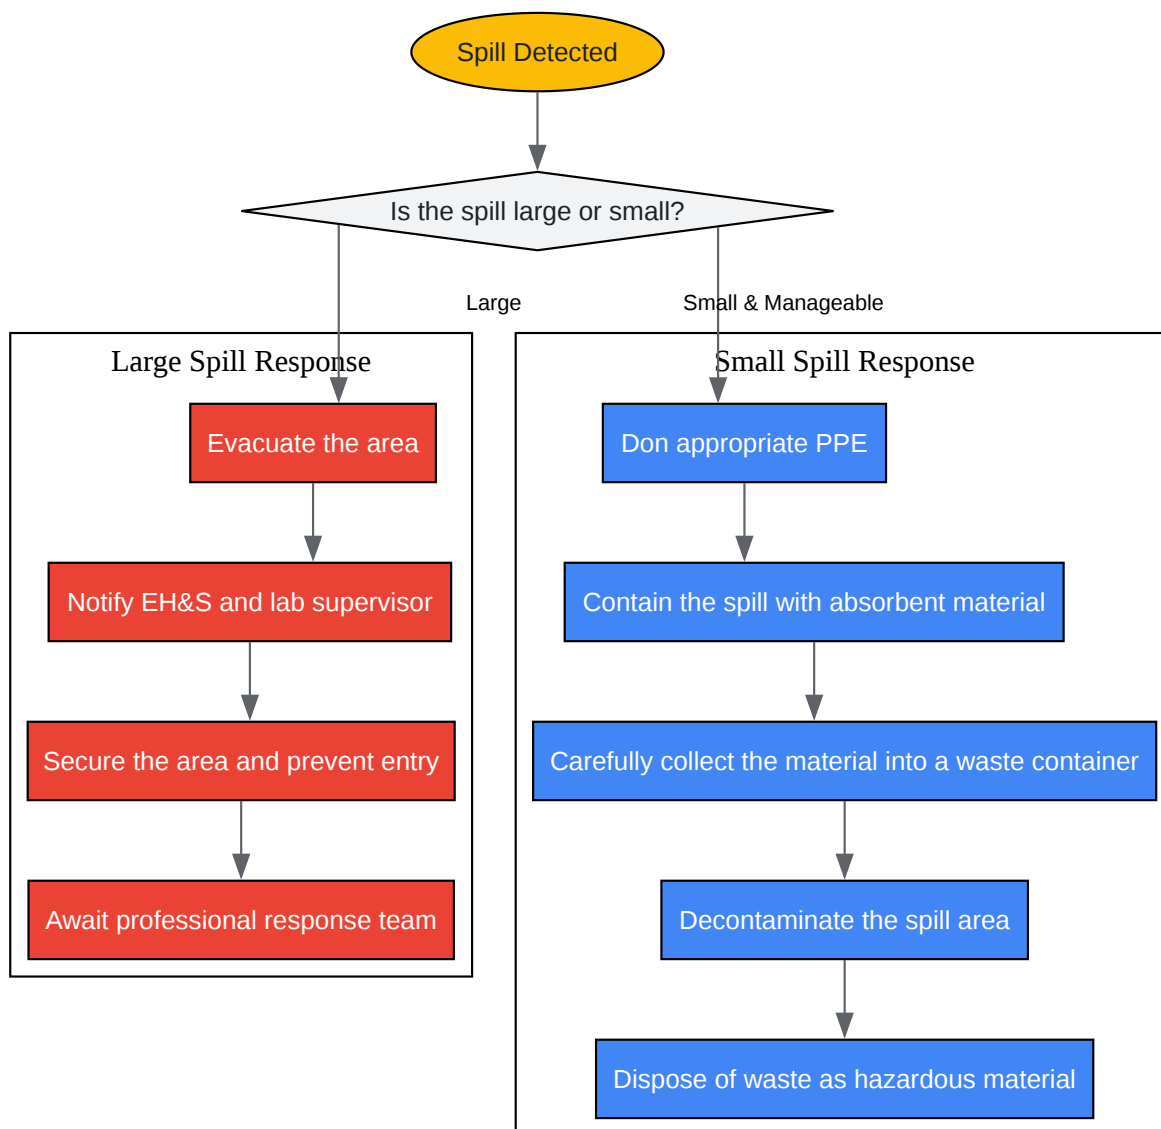 Spill Detected
Is the spill large or small?
Large
Small & Manageable
Large Spill Response
Evacuate the area
Notify EH&S and lab supervisor
Secure the area and prevent entry
Await professional response team
Small Spill Response
Don appropriate PPE
Contain the spill with absorbent material
Carefully collect the material into a waste container
Decontaminate the spill area
Dispose of waste as hazardous material